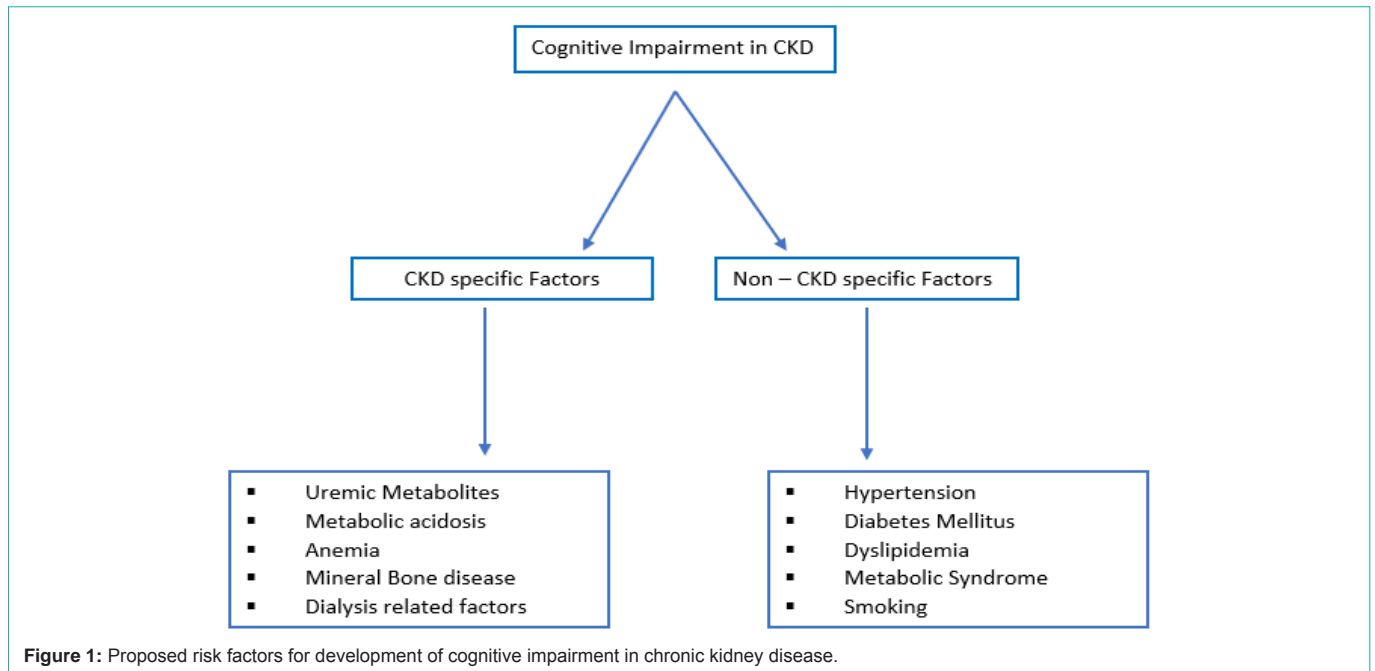 Cognitive Impairment in CKD
CKD specific Factors
Non – CKD specific Factors
▪ Uremic Metabolites
▪ Metabolic acidosis
▪ Anemia
▪ Mineral Bone disease
▪ Dialysis related factors
▪ Hypertension
▪ Diabetes Mellitus
▪ Dyslipidemia
▪ Metabolic Syndrome
▪ Smoking
Figure 1: Proposed risk factors for development of cognitive impairment in chronic kidney disease.